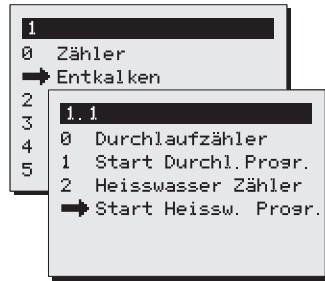 1
0 Zähler
Entkalken
2
3
4
5
1.1
0 Durchlaufzähler
1 Start Durchl.Progr.
2 Heisswasser Zähler
Start Heissw. Progr.